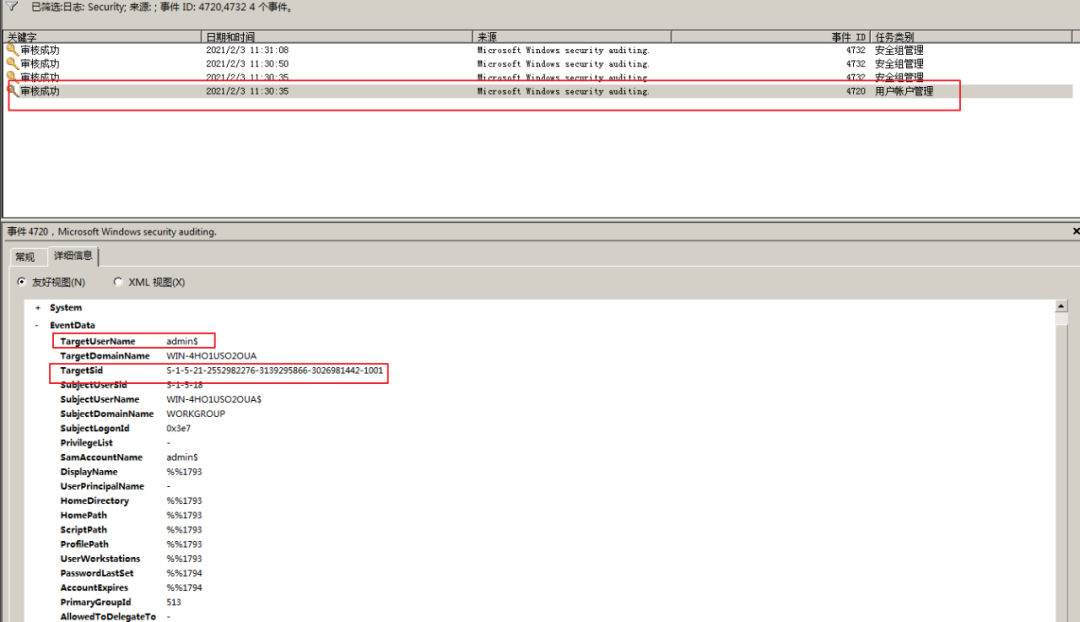 已筛选:日志: Security; 来源: ; 事件 ID: 4720,4732 4 个事件。
关键字 日期和时间 来源 事件 ID 任务类别
审核成功 2021/2/3 11:31:08 Microsoft Windows security auditing. 4732 安全组管理
审核成功 2021/2/3 11:30:50 Microsoft Windows security auditing. 4732 安全组管理
审核成功 2021/2/3 11:30:35 Microsoft Windows security auditing. 4732 安全组管理
审核成功 2021/2/3 11:30:35 Microsoft Windows security auditing. 4720 用户帐户管理
事件 4720，Microsoft Windows security auditing.
常规 详细信息
友好视图(N) XML 视图(X)
+ System
- EventData
TargetUserName admin$
TargetDomainName WIN-4HO1USO2OUA
TargetSid S-1-5-21-2552982276-3139295866-3026981442-1001
SubjectUserSid S-1-5-18
SubjectUserName WIN-4HO1USO2OUA$
SubjectDomainName WORKGROUP
SubjectLogonId 0x3e7
PrivilegeList -
SamAccountName admin$
DisplayName %%1793
UserPrincipalName -
HomeDirectory %%1793
HomePath %%1793
ScriptPath %%1793
ProfilePath %%1793
UserWorkstations %%1793
PasswordLastSet %%1794
AccountExpires %%1794
PrimaryGroupId 513
AllowedToDelegateTo -